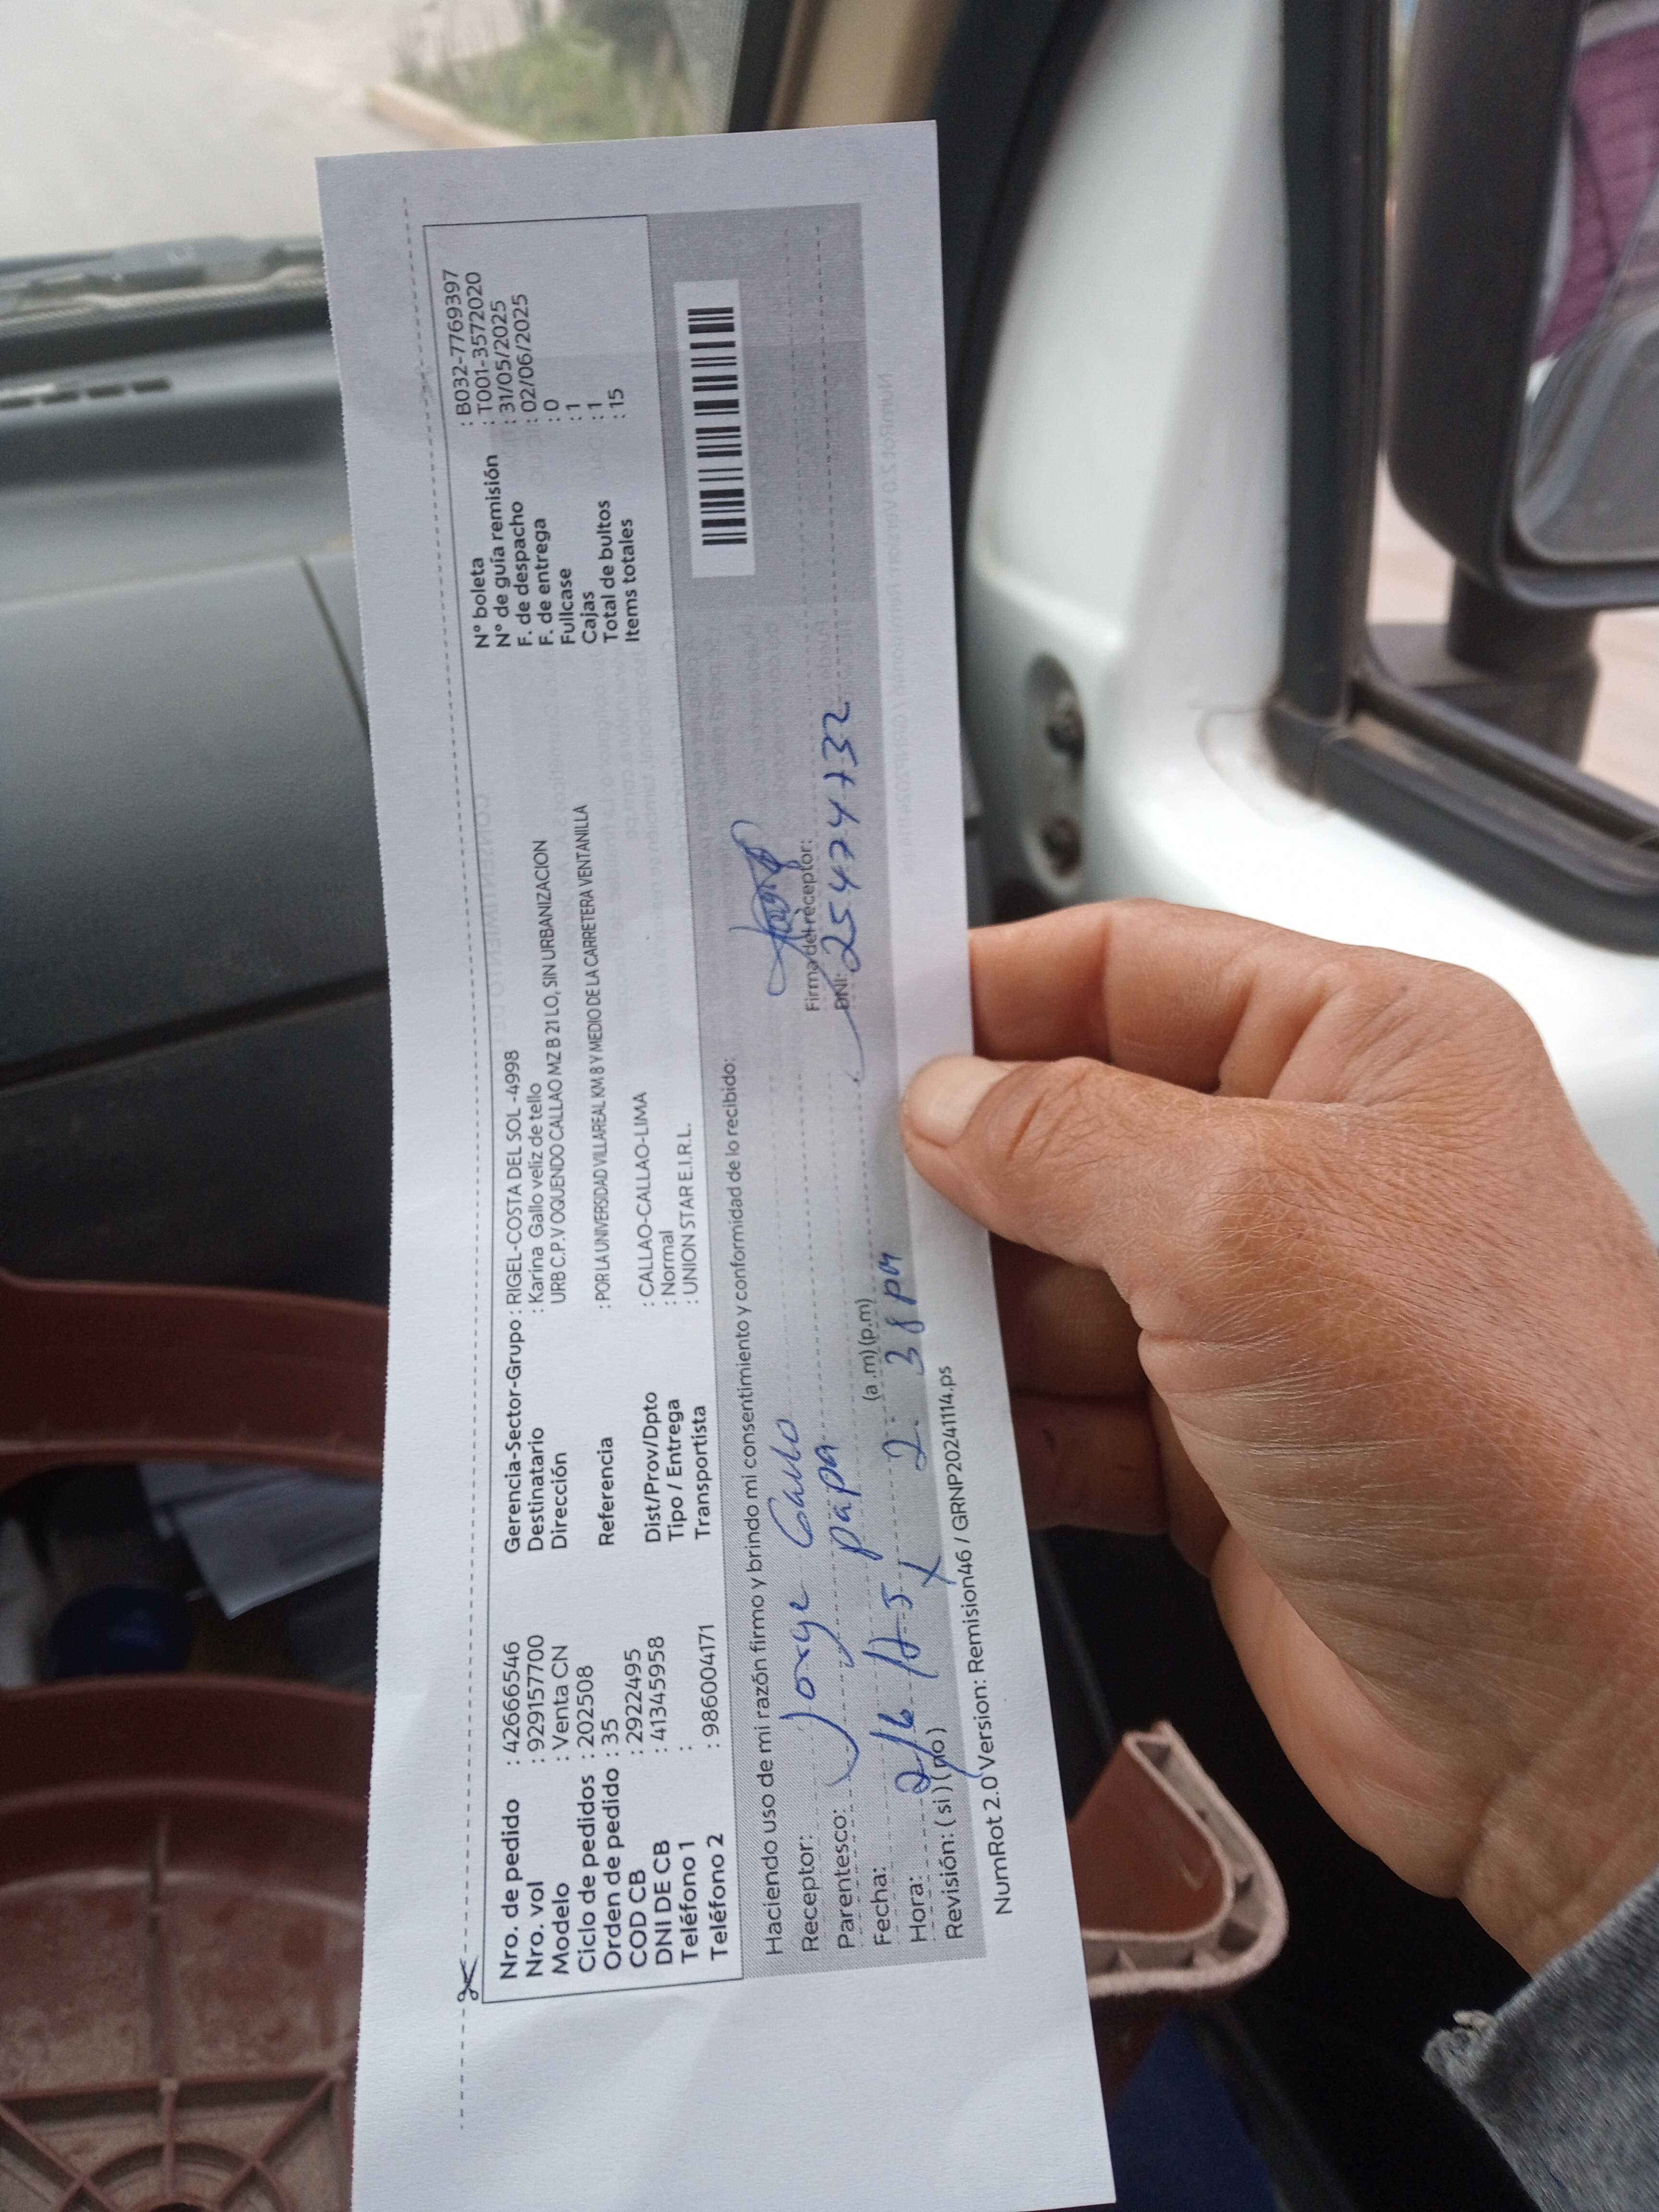 Nro. de pedido : 42666546
Nro. vol : 929157700
Modelo : Venta CN
Ciclo de pedidos : 202508
Orden de pedido : 35
COD CB : 2922495
DNI DE CB : 41345958
Teléfono 1 :
Teléfono 2 : 986004171
Gerencia-Sector-Grupo : RIGEL-COSTA DEL SOL -4998
Destinatario : Karina Gallo veliz de tello
Dirección URB C.P.V OQUENDO CALLAO MZ B 21 LO, SIN URBANIZACION
Referencia : POR LA UNIVERSIDAD VILLAREAL KM 8 Y MEDIO DE LA CARRETERA VENTANILLA
Dist/Prov/Dpto : CALLAO-CALLAO-LIMA
Tipo / Entrega : Normal
Transportista : UNION STAR E.I.R.L.
N° boleta : B032-7769397
N° de guía remisión : T001-3572020
F. de despacho : 31/05/2025
F. de entrega : 02/06/2025
Fullcase : 0
Cajas : 1
Total de bultos : 1
Items totales : 15
Haciendo uso de mi razón firmo y brindo mi consentimiento y conformidad de lo recibido:
Receptor: Jorge Gallo
Parentesco: papa
Fecha: 2/6
Hora: (a .m) (p.m) 2. 38 pm
Revisión: ( si ) ( no )
Firma del receptor:
DNI: 25474732
NumRot 2.0 Version: Remision46 / GRNP20241114.ps